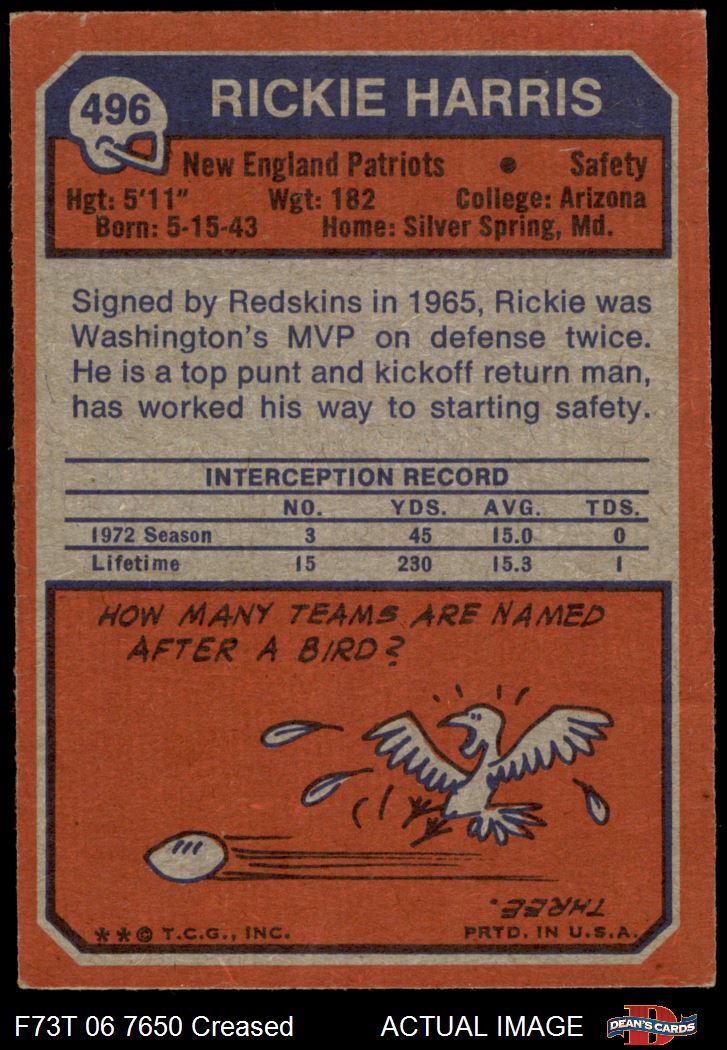 496
RICKIE HARRIS
New England Patriots • Safety
Hgt: 5'11" Wgt: 182 College: Arizona
Born: 5-15-43 Home: Silver Spring, Md.
Signed by Redskins in 1965, Rickie was
Washington's MVP on defense twice.
He is a top punt and kickoff return man,
has worked his way to starting safety.
INTERCEPTION RECORD
NO. YDS. AVG. TDS.
1972 Season 3 45 15.0 0
Lifetime 15 230 15.3 1
HOW MANY TEAMS ARE NAMED
AFTER A BIRD?
THREE.
**© T.C.G., INC. PRTD. IN U.S.A.
F73T 06 7650 Creased ACTUAL IMAGE
D
DEAN'S CARDS